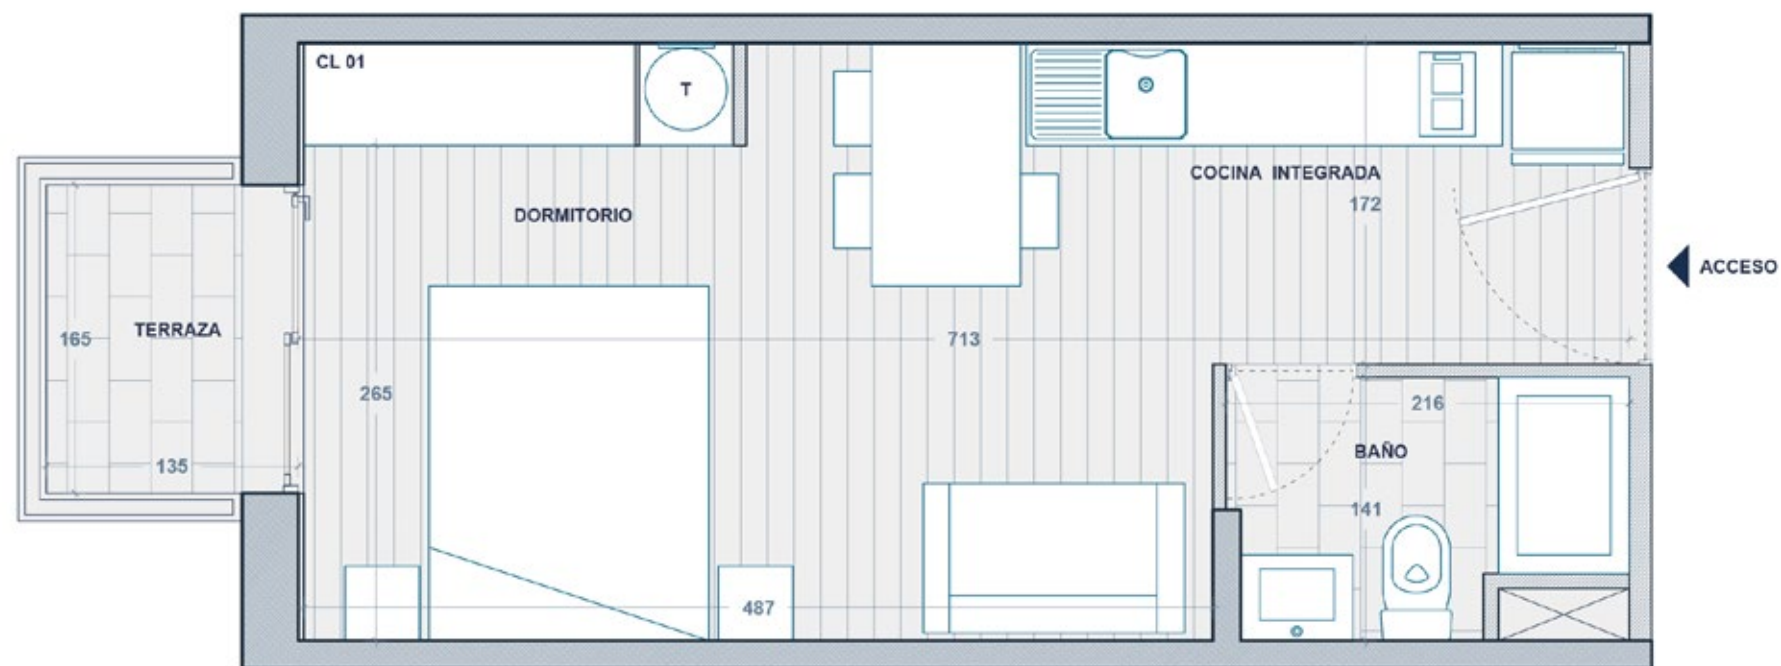 CL 01
T
COCINA INTEGRADA
172
DORMITORIO
ACCESO
TERRAZA
165
713
265
216
BAÑO
135
141
487